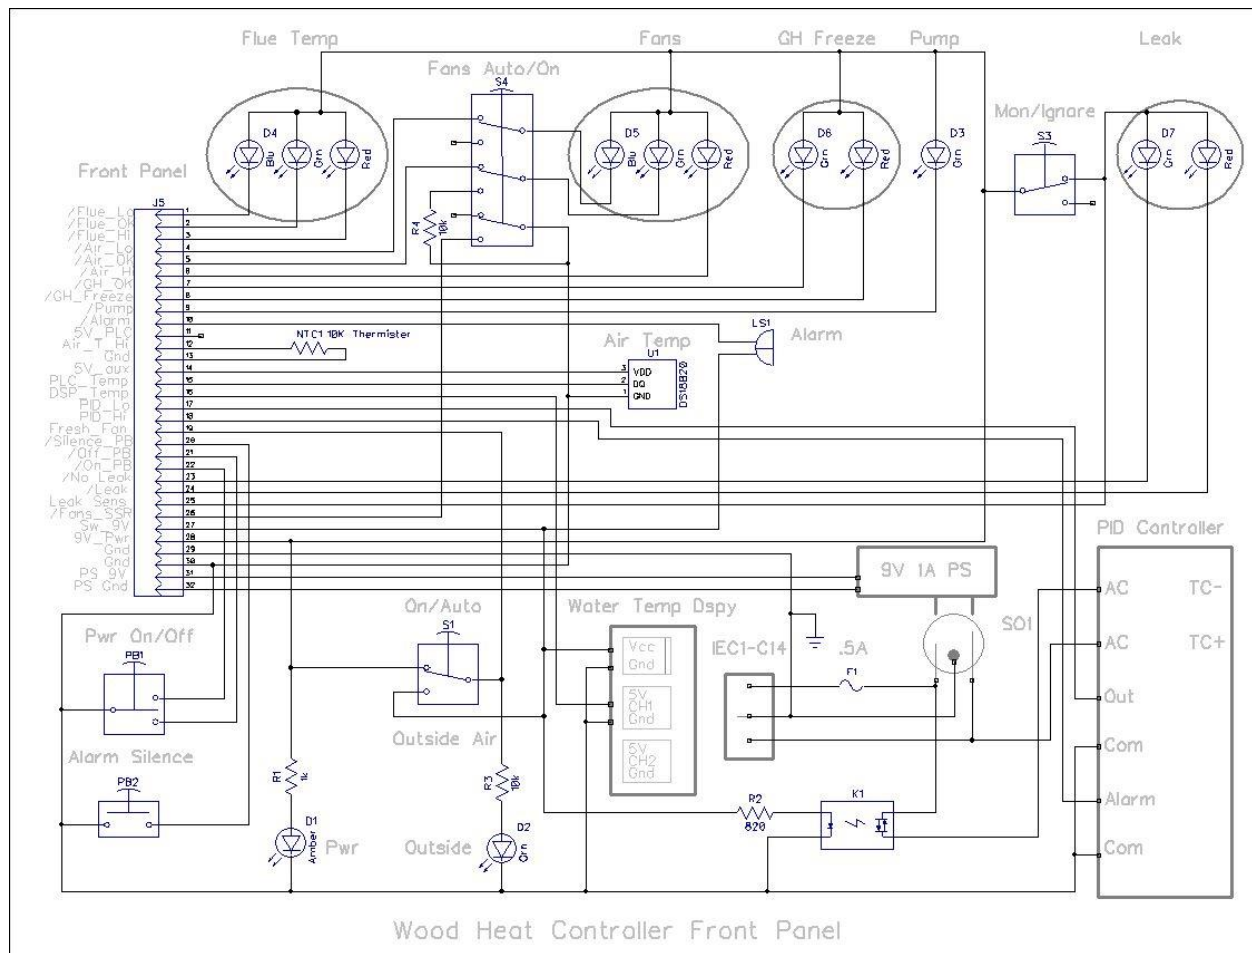 Flue Temp
Fans
GH Freeze
Pump
Leak
Fans Auto/On
S4
Mon/Ignore
S3
D4
Blu
Grn
Red
D5
Blu
Grn
Red
D6
Grn
Red
D3
Grn
D7
Grn
Red
Front Panel
J5
/Flue_Lo 1
/Flue_OK 2
/Flue_Hi 3
/Air_Lo 4
/Air_OK 5
/Air_Hi 6
/GH_OK 7
/GH_Freeze 8
/Pump 9
/Alarm 10
5V_PLC 11
Air_T_Hi 12
Gnd 13
5V_aux 14
PLC_Temp 15
DSP_Temp 16
PID_Lo 17
PID_Hi 18
Fresh_Fan 19
/Silence_PB 20
/Off_PB 21
/On_PB 22
/No Leak 23
/Leak 24
Leak Sens 25
/Fans_SSR 26
Sw_9V 27
9V_Pwr 28
Gnd 29
Gnd 30
PS 9V 31
PS Gnd 32
R4
10k
NTC1 10K Thermister
Air Temp
U1
3 VDD
2 DQ
1 GND
DS18B20
LS1
Alarm
PID Controller
AC TC-
AC TC+
Out
Com
Alarm
Com
9V 1A PS
SO1
On/Auto
S1
Outside Air
Water Temp Dspy
Vcc
Gnd
5V
CH1
Gnd
5V
CH2
Gnd
IEC1-C14
.5A
F1
Pwr On/Off
PB1
Alarm Silence
PB2
R1
1k
R3
10k
R2
820
K1
D1
Amber
Pwr
Outside
D2
Grn
Wood Heat Controller Front Panel